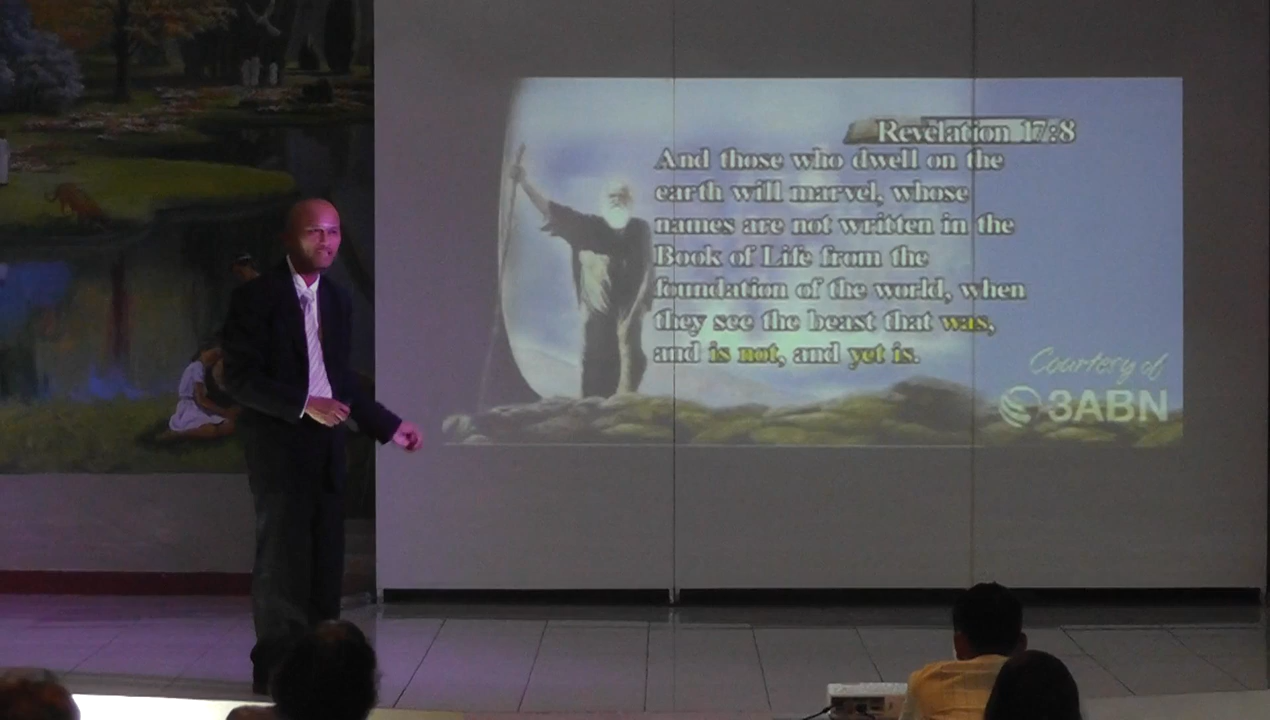 Revelation 17:8
And those who dwell on the
earth will marvel, whose
names are not written in the
Book of Life from the
foundation of the world, when
they see the beast that was,
and is not, and yet is.
Courtesy of
3ABN